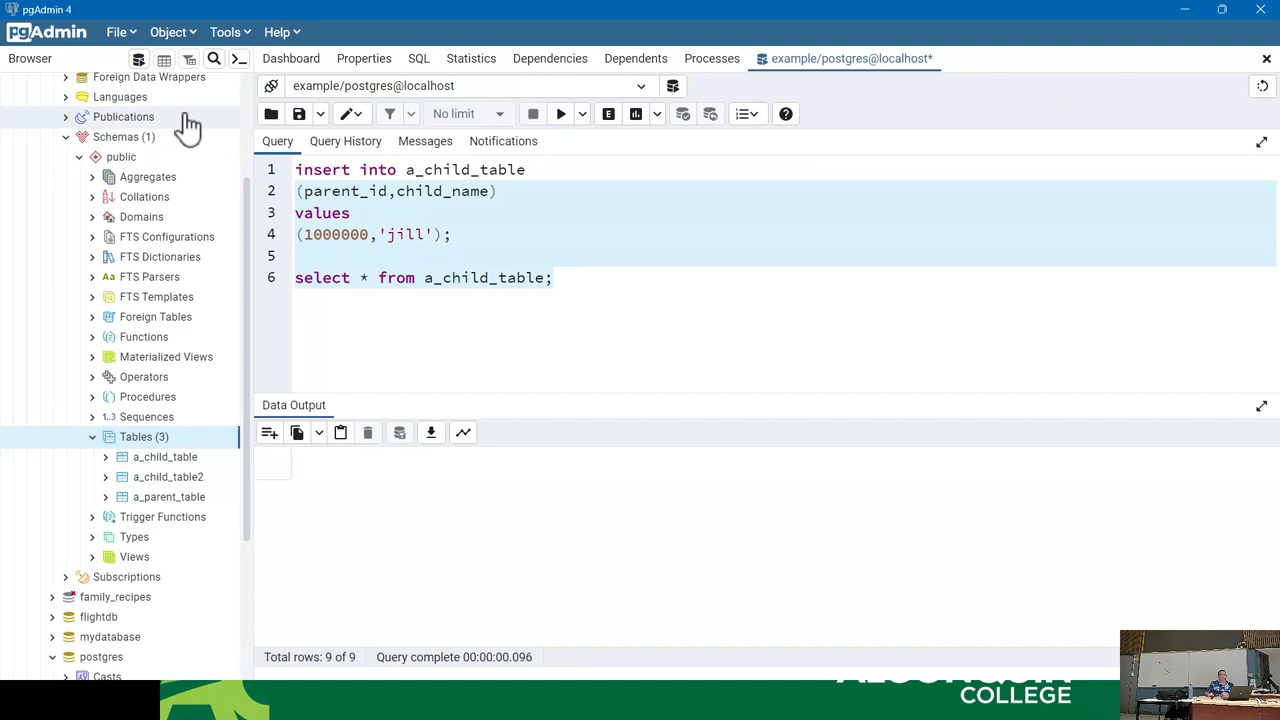 pgAdmin 4
pgAdmin File Object Tools Help
Browser
Dashboard Properties SQL Statistics Dependencies Dependents Processes example/postgres@localhost*
example/postgres@localhost
No limit
Query Query History Messages Notifications
Foreign Data Wrappers
Languages
Publications
Schemas (1)
public
Aggregates
Collations
Domains
FTS Configurations
FTS Dictionaries
FTS Parsers
FTS Templates
Foreign Tables
Functions
Materialized Views
Operators
Procedures
1..3 Sequences
Tables (3)
a_child_table
a_child_table2
a_parent_table
Trigger Functions
Types
Views
Subscriptions
family_recipes
flightdb
mydatabase
postgres
Casts
1 insert into a_child_table
2 (parent_id,child_name)
3 values
4 (1000000,'jill');
5
6 select * from a_child_table;
Data Output
Total rows: 9 of 9 Query complete 00:00:00.096
ALGONQUIN
COLLEGE